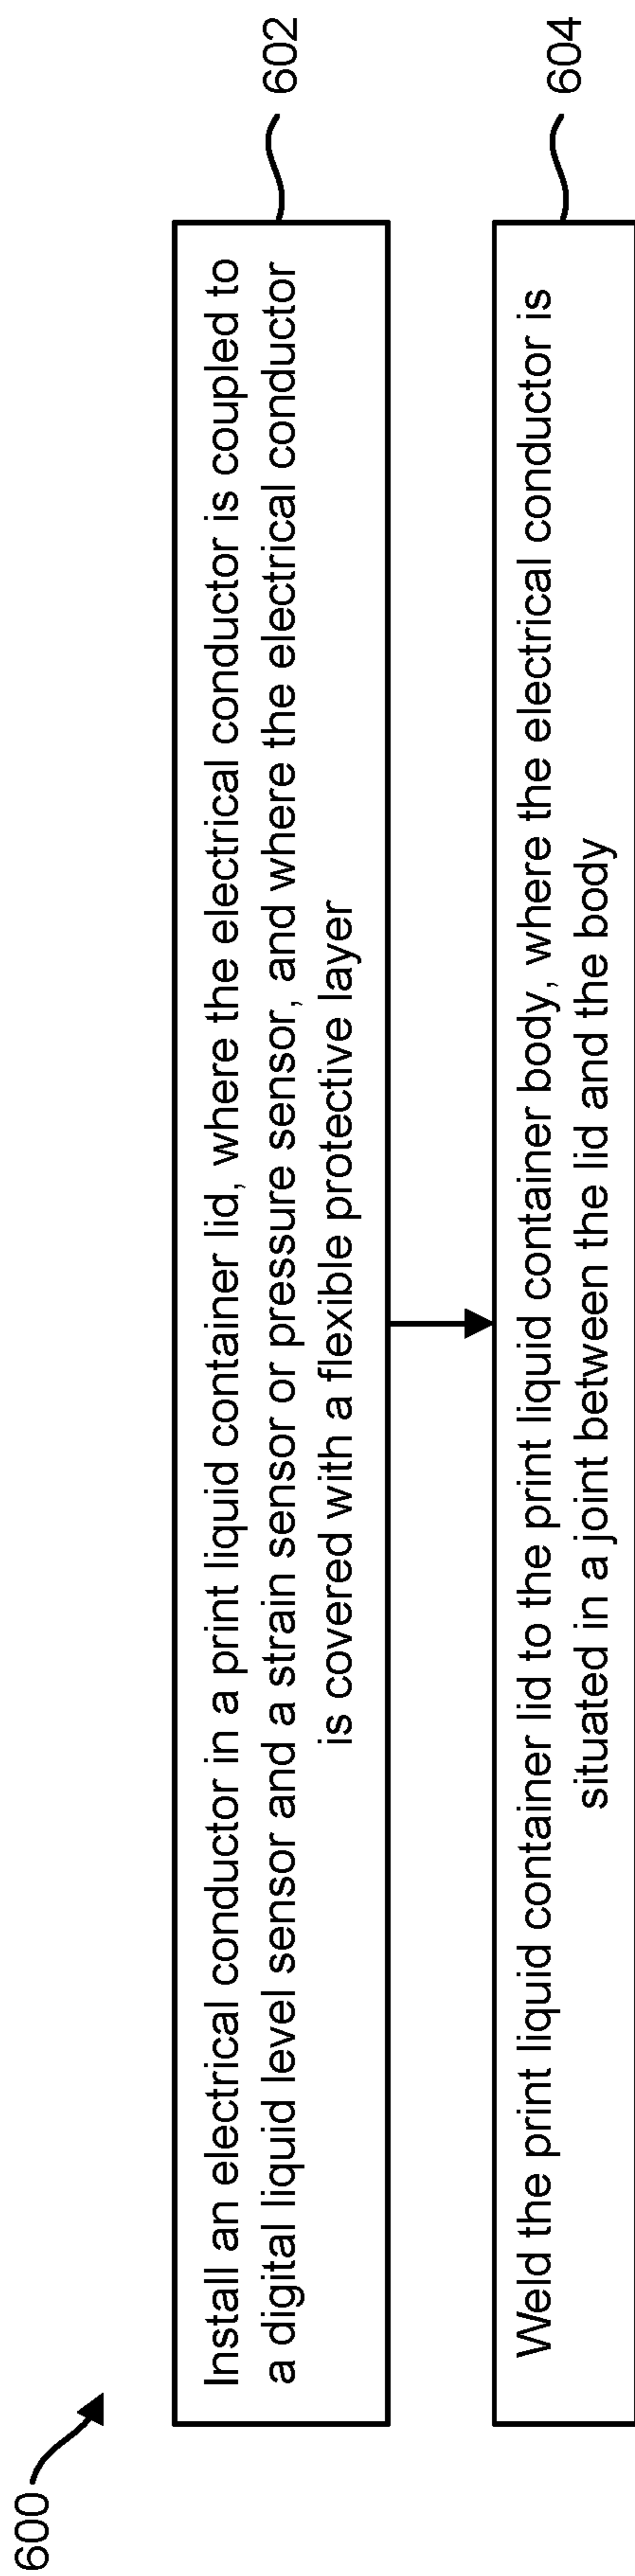 600
Install an electrical conductor in a print liquid container lid, where the electrical conductor is coupled to
a digital liquid level sensor and a strain sensor or pressure sensor, and where the electrical conductor
is covered with a flexible protective layer
602
Weld the print liquid container lid to the print liquid container body, where the electrical conductor is
situated in a joint between the lid and the body
604